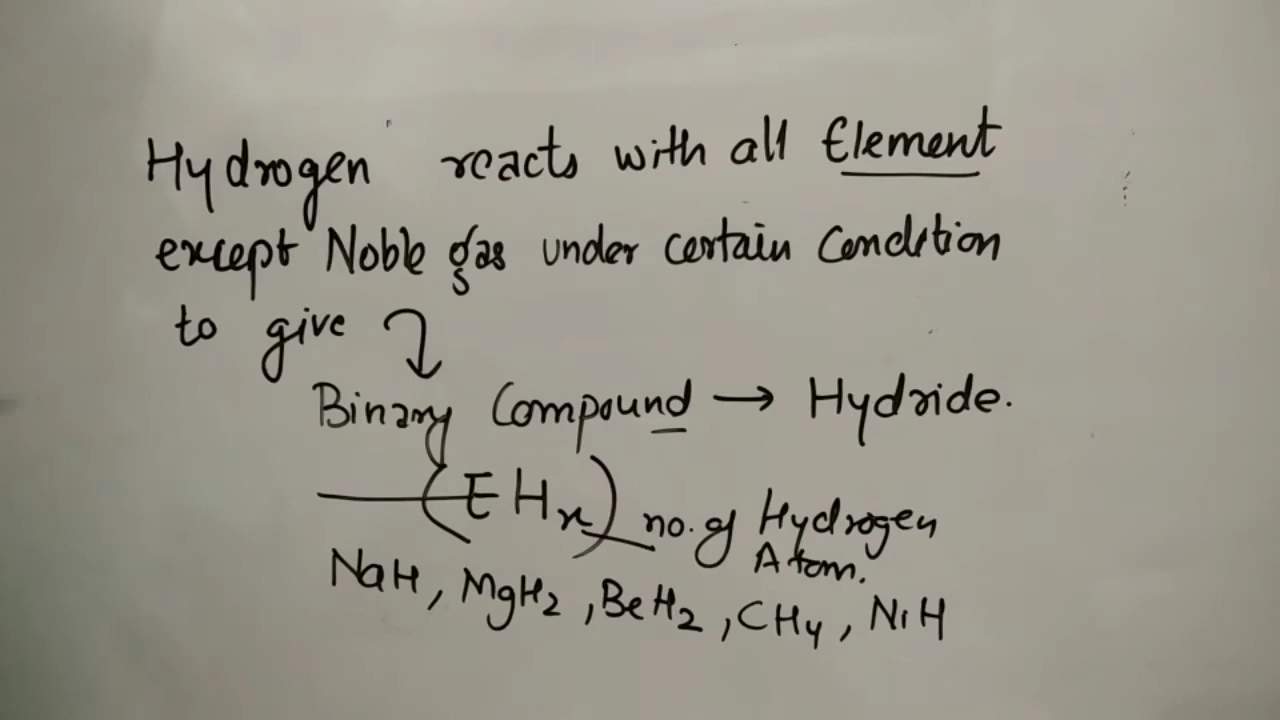 Hydrogen reacts with all Element
except Noble gas under certain Condition
to give ⤵
Binary Compound → Hydride.
(EHx) no. of Hydrogen
Atom.
NaH, MgH2, BeH2, CH4, NiH